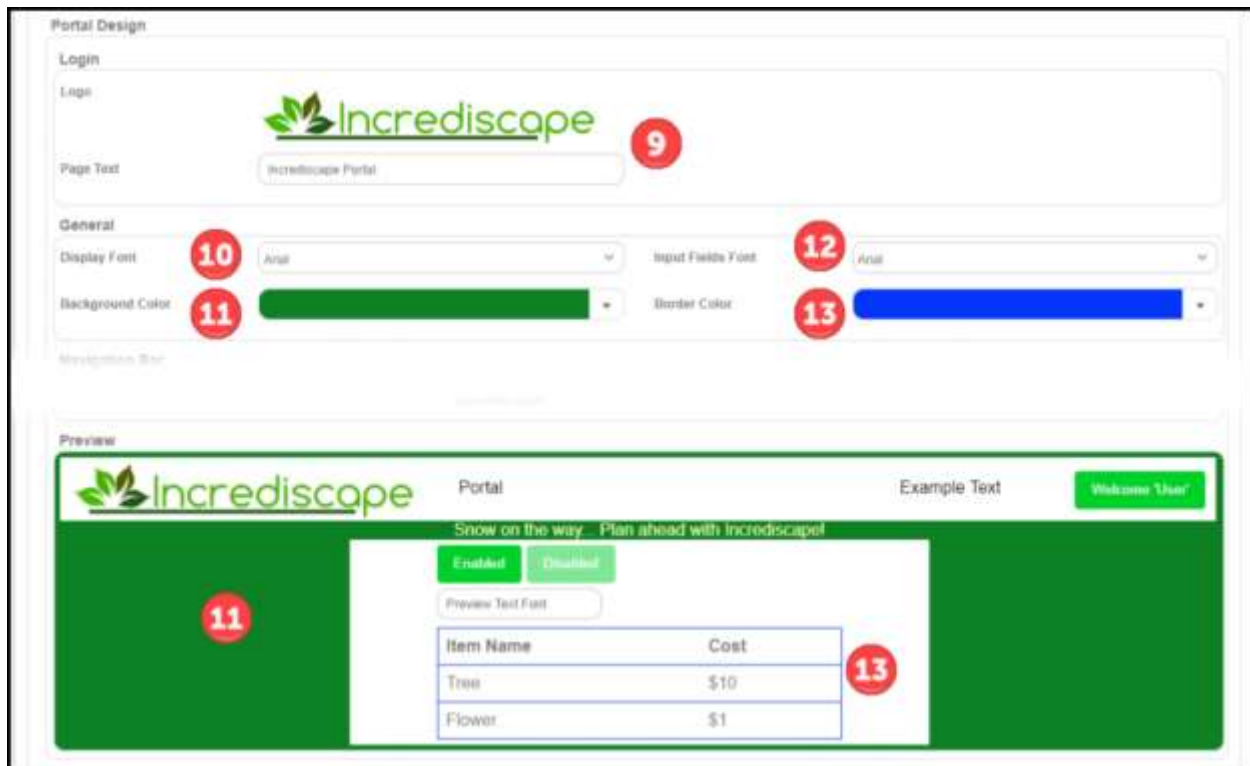 Portal Design
Login
Logo
Incrediscape
9
Page Text
Incrediscape Portal
General
Display Font 10 Arial Input Fields Font 12 Arial
Background Color 11 Border Color 13
Navigation Bar
Preview
Incrediscape Portal Example Text Welcome 'User'
Snow on the way... Plan ahead with Incrediscape!
Enabled Disabled
11
Preview Text Font
Item Name Cost
13
Tree $10
Flower $1